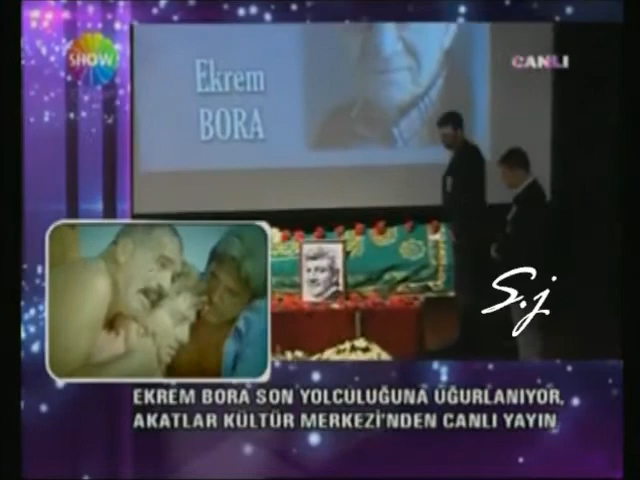 SHOW
Ekrem
BORA
CANLI
S.j
EKREM BORA SON YOLCULUĞUNA UĞURLANIYOR,
AKATLAR KÜLTÜR MERKEZİ'NDEN CANLI YAYIN